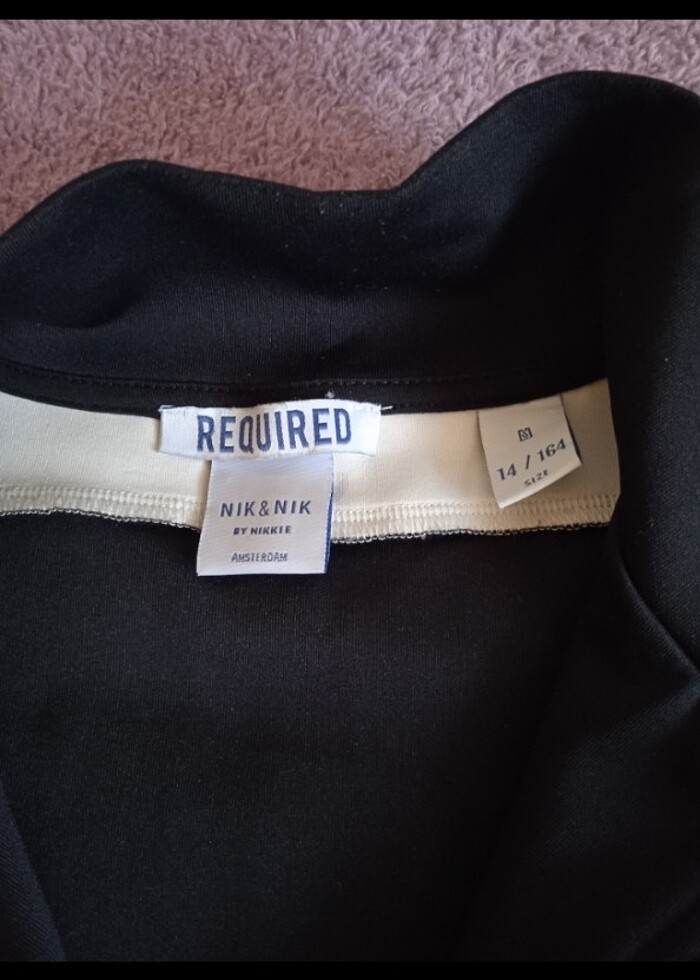 REQUIRED
NIK&NIK
BY NIKKIE
AMSTERDAM
N
14 / 164
SIZE